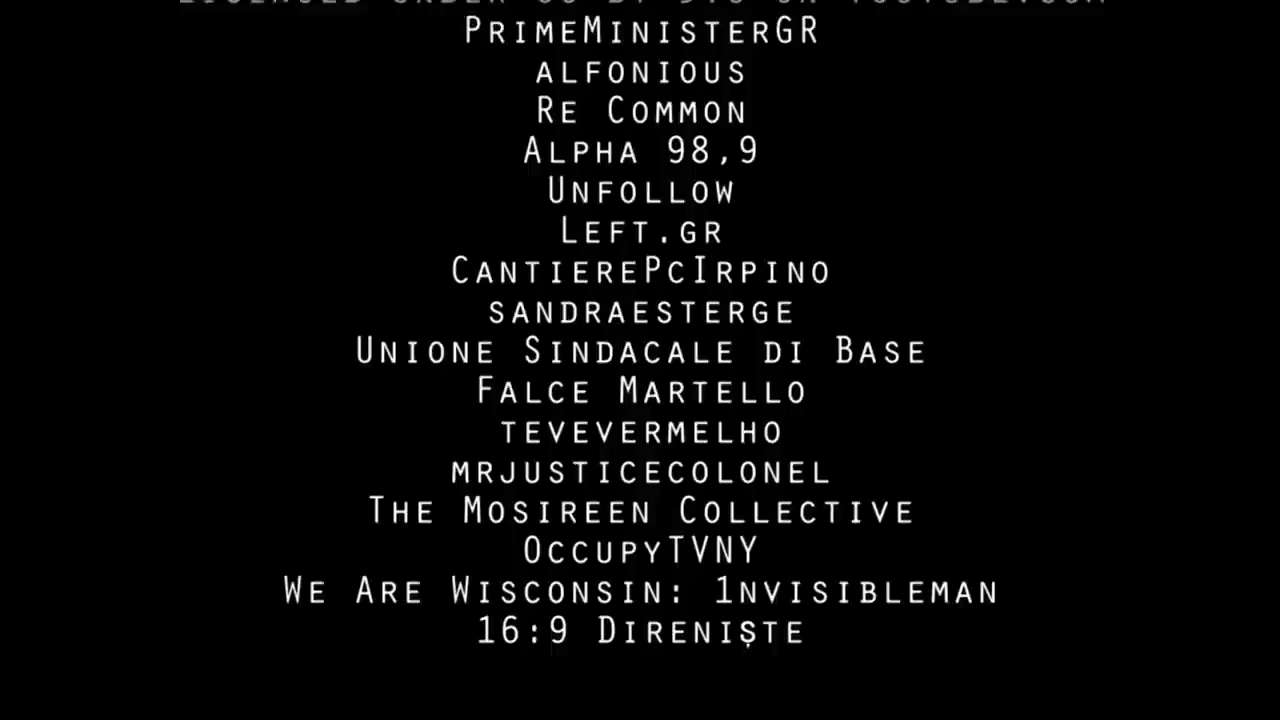 PrimeMinisterGR
alfonious
Re Common
Alpha 98,9
Unfollow
Left.gr
CantierePcIrpino
sandraesterge
Unione Sindacale di Base
Falce Martello
tevevermelho
mrjusticecolonel
The Mosireen Collective
OccupyTVNY
We Are Wisconsin: 1nvisibleman
16:9 Direnişte